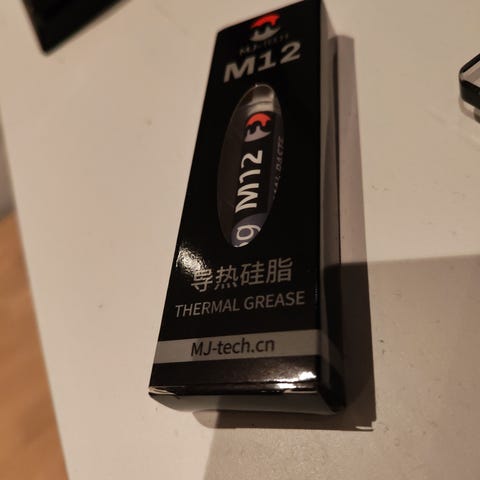 MJ-TECH
M12
M12
导热硅脂
THERMAL GREASE
MJ-tech.cn